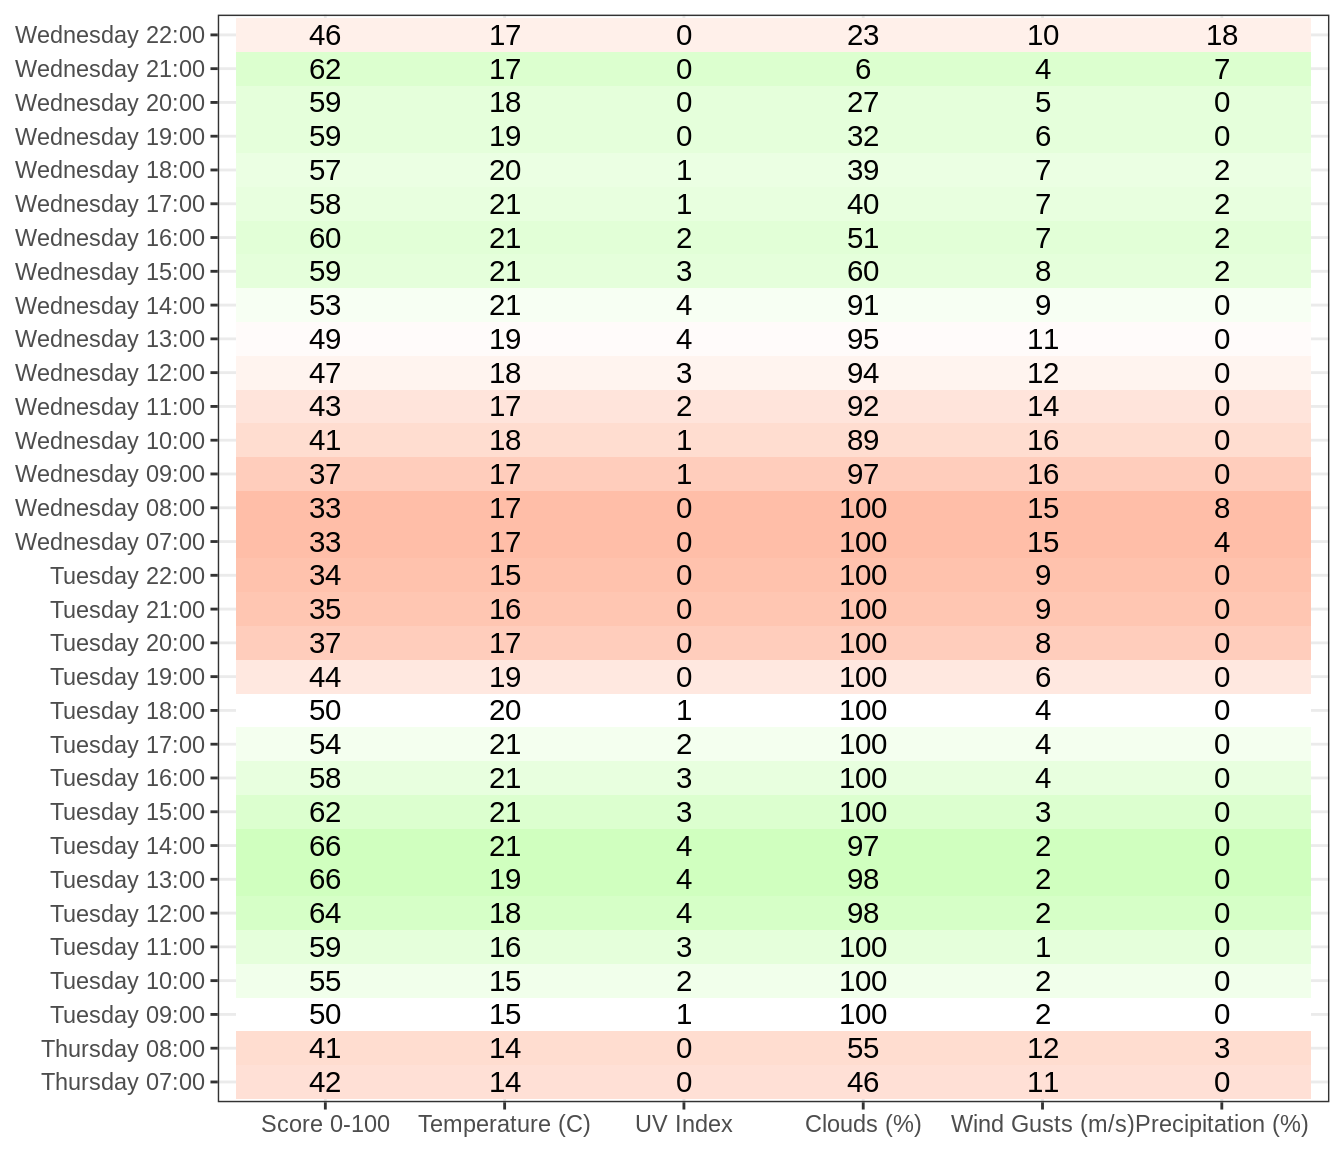 Wednesday 22:00 46 17 0 23 10 18
Wednesday 21:00 62 17 0 6 4 7
Wednesday 20:00 59 18 0 27 5 0
Wednesday 19:00 59 19 0 32 6 0
Wednesday 18:00 57 20 1 39 7 2
Wednesday 17:00 58 21 1 40 7 2
Wednesday 16:00 60 21 2 51 7 2
Wednesday 15:00 59 21 3 60 8 2
Wednesday 14:00 53 21 4 91 9 0
Wednesday 13:00 49 19 4 95 11 0
Wednesday 12:00 47 18 3 94 12 0
Wednesday 11:00 43 17 2 92 14 0
Wednesday 10:00 41 18 1 89 16 0
Wednesday 09:00 37 17 1 97 16 0
Wednesday 08:00 33 17 0 100 15 8
Wednesday 07:00 33 17 0 100 15 4
Tuesday 22:00 34 15 0 100 9 0
Tuesday 21:00 35 16 0 100 9 0
Tuesday 20:00 37 17 0 100 8 0
Tuesday 19:00 44 19 0 100 6 0
Tuesday 18:00 50 20 1 100 4 0
Tuesday 17:00 54 21 2 100 4 0
Tuesday 16:00 58 21 3 100 4 0
Tuesday 15:00 62 21 3 100 3 0
Tuesday 14:00 66 21 4 97 2 0
Tuesday 13:00 66 19 4 98 2 0
Tuesday 12:00 64 18 4 98 2 0
Tuesday 11:00 59 16 3 100 1 0
Tuesday 10:00 55 15 2 100 2 0
Tuesday 09:00 50 15 1 100 2 0
Thursday 08:00 41 14 0 55 12 3
Thursday 07:00 42 14 0 46 11 0
Score 0-100 Temperature (C) UV Index Clouds (%) Wind Gusts (m/s) Precipitation (%)